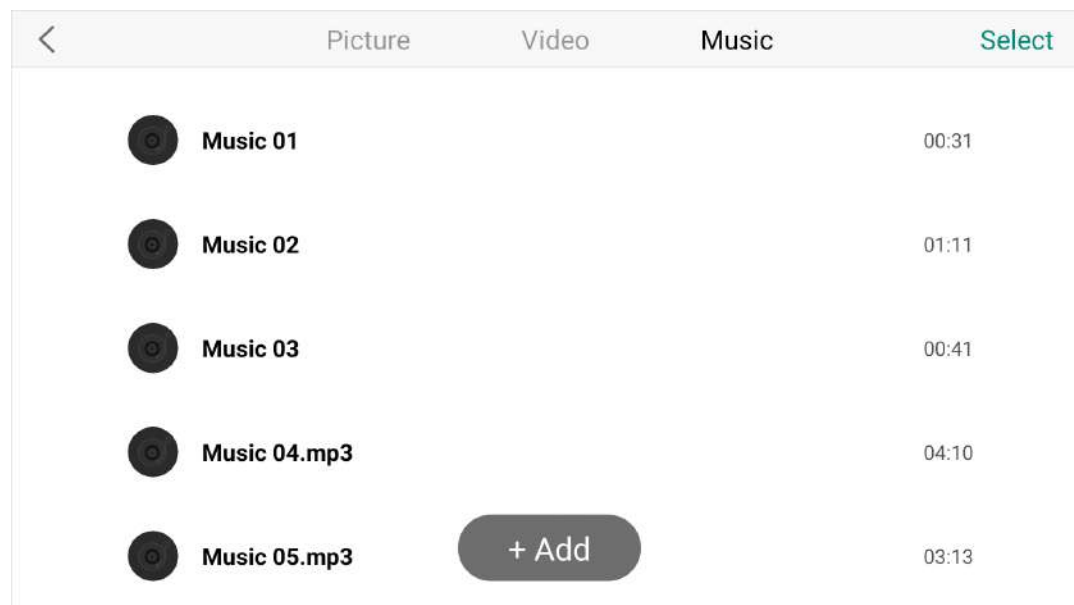 Picture Video Music Select
Music 01 00:31
Music 02 01:11
Music 03 00:41
Music 04.mp3 04:10
Music 05.mp3 + Add 03:13